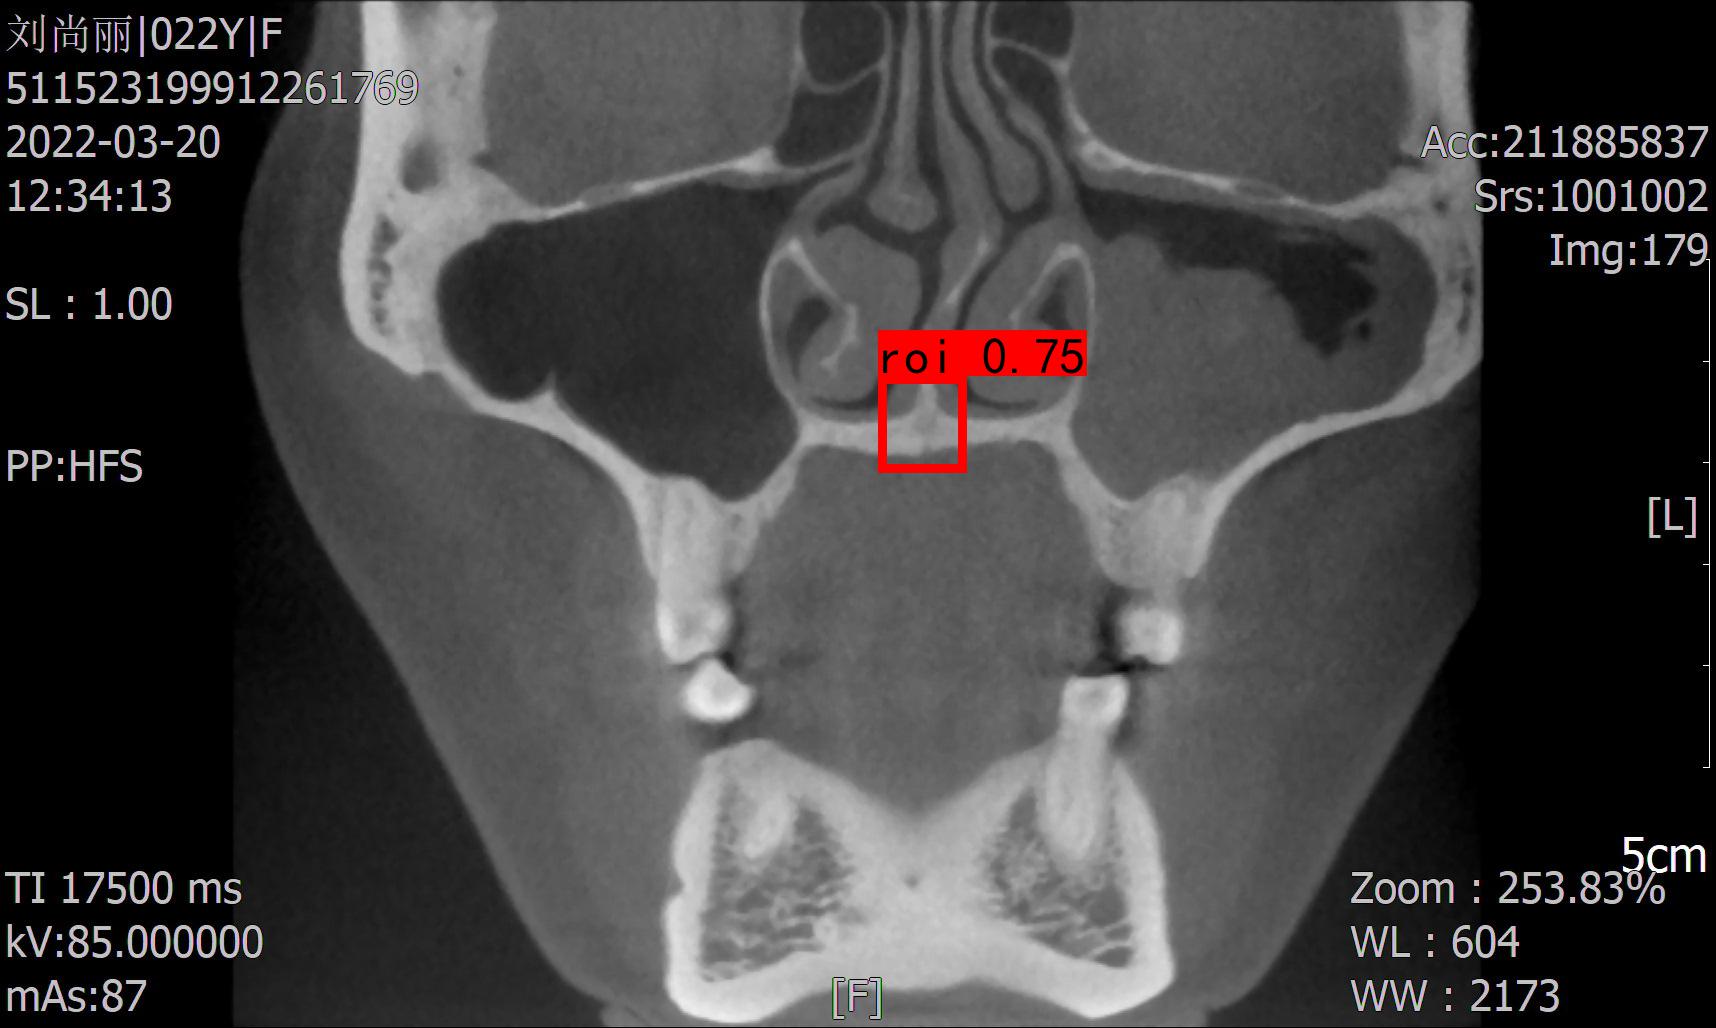 刘尚丽|022Y|F
511523199912261769
2022-03-20
12:34:13
SL : 1.00
PP:HFS
TI 17500 ms
kV:85.000000
mAs:87
Acc:211885837
Srs:1001002
Img:179
roi 0.75
[L]
[F]
5cm
Zoom : 253.83%
WL : 604
WW : 2173